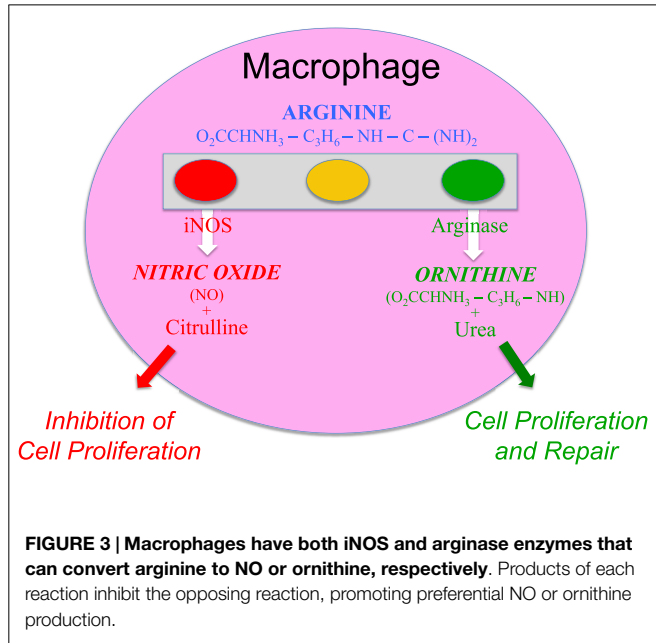 Macrophage
ARGININE
O₂CCHNH₃ – C₃H₆ – NH – C – (NH)₂
iNOS
Arginase
NITRIC OXIDE
(NO)
+
Citrulline
ORNITHINE
(O₂CCHNH₃ – C₃H₆ – NH)
+
Urea
Inhibition of
Cell Proliferation
Cell Proliferation
and Repair
FIGURE 3 | Macrophages have both iNOS and arginase enzymes that
can convert arginine to NO or ornithine, respectively. Products of each
reaction inhibit the opposing reaction, promoting preferential NO or ornithine
production.